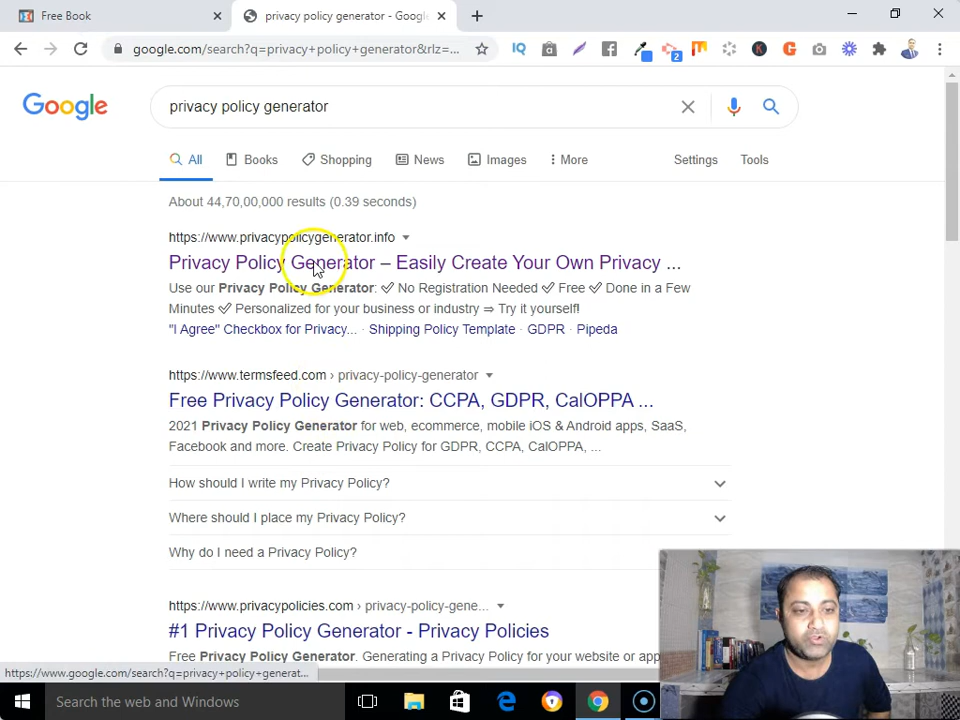 Free Book
privacy policy generator - Googl
google.com/search?q=privacy+policy+generator&rlz=...
2
Google
privacy policy generator
All
Books
Shopping
News
Images
More
Settings
Tools
About 44,70,00,000 results (0.39 seconds)
https://www.privacypolicygenerator.info
Privacy Policy Generator – Easily Create Your Own Privacy ...
Use our Privacy Policy Generator: ✓ No Registration Needed ✓ Free ✓ Done in a Few
Minutes ✓ Personalized for your business or industry ⇒ Try it yourself!
"I Agree" Checkbox for Privacy... · Shipping Policy Template · GDPR · Pipeda
https://www.termsfeed.com › privacy-policy-generator
Free Privacy Policy Generator: CCPA, GDPR, CalOPPA ...
2021 Privacy Policy Generator for web, ecommerce, mobile iOS & Android apps, SaaS,
Facebook and more. Create Privacy Policy for GDPR, CCPA, CalOPPA, ...
How should I write my Privacy Policy?
Where should I place my Privacy Policy?
Why do I need a Privacy Policy?
https://www.privacypolicies.com › privacy-policy-gene...
#1 Privacy Policy Generator - Privacy Policies
Free Privacy Policy Generator. Generating a Privacy Policy for your website or app
https://www.google.com/search?q=privacy+policy+generat...
Search the web and Windows